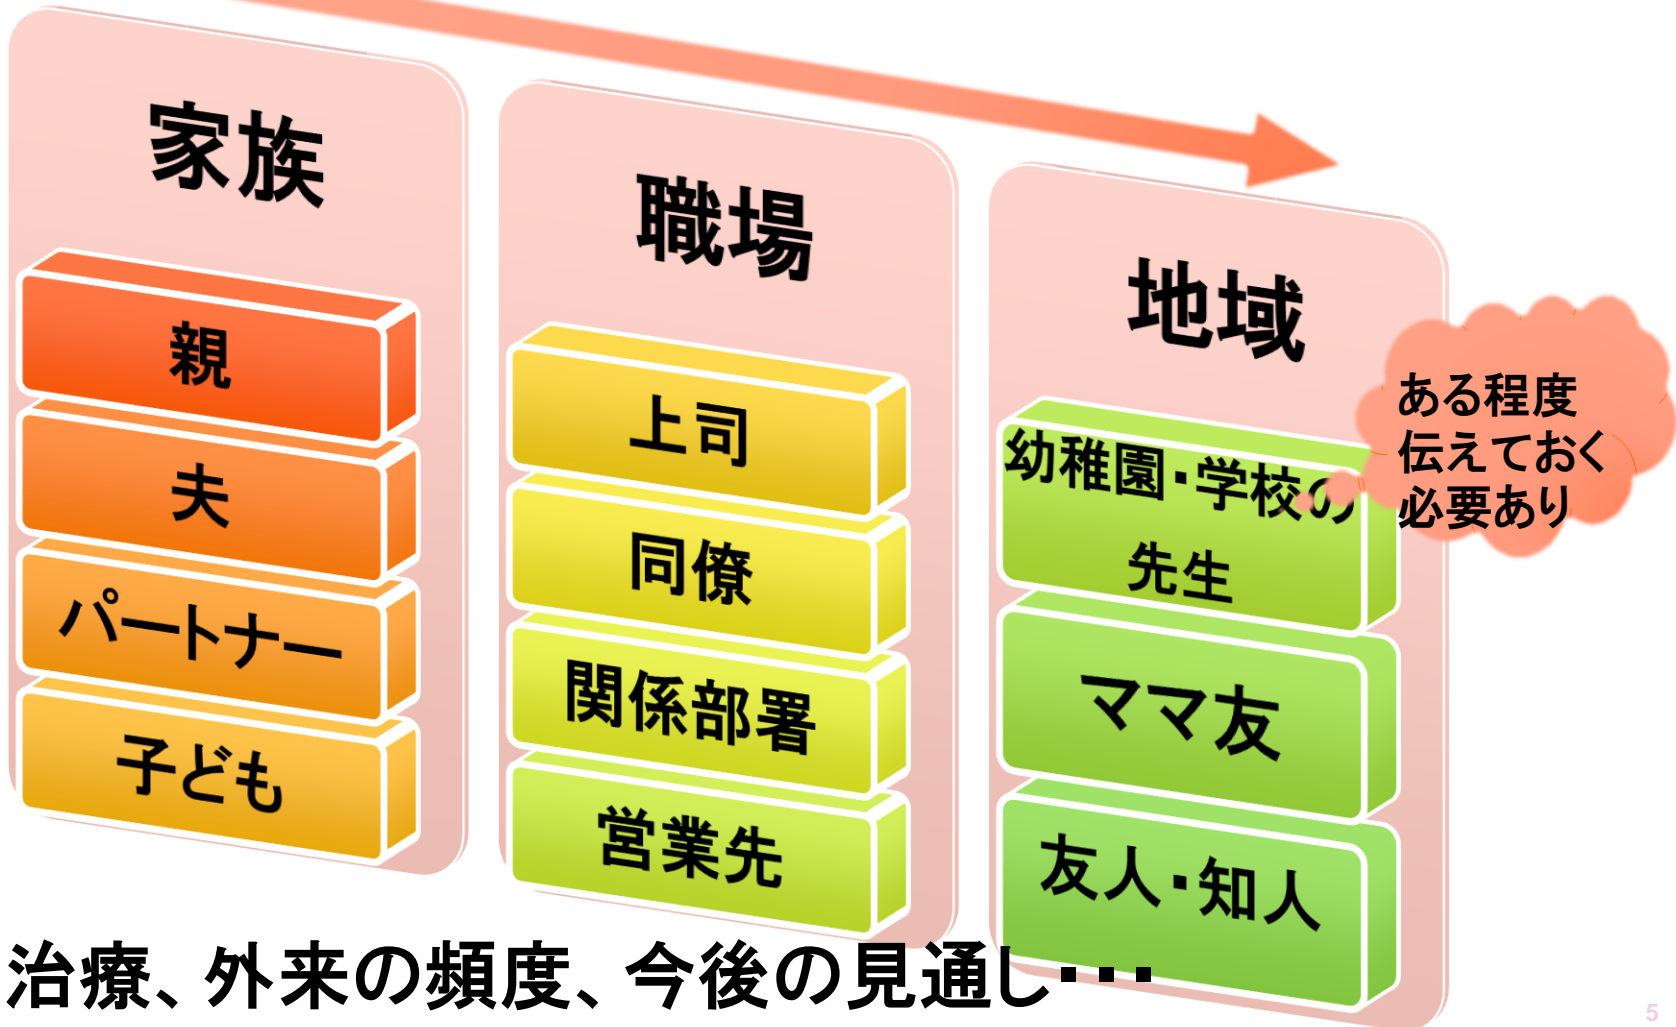 家族
親
夫
パートナー
子ども
職場
上司
同僚
関係部署
営業先
地域
幼稚園・学校の
先生
ママ友
友人・知人
ある程度
伝えておく
必要あり
治療、外来の頻度、今後の見通し・・・
5